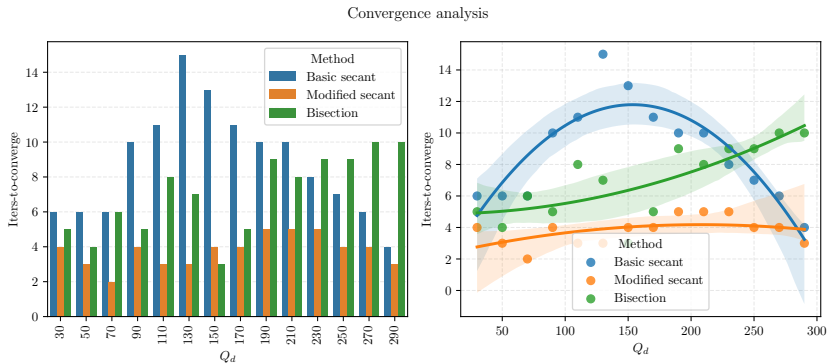 Convergence analysis
Iters-to-converge
14
12
10
8
6
4
2
0
Method
Basic secant
Modified secant
Bisection
30 50 70 90 110 130 150 170 190 210 230 250 270 290
Q_d
Iters-to-converge
14
12
10
8
6
4
2
0
Method
Basic secant
Modified secant
Bisection
50 100 150 200 250 300
Q_d